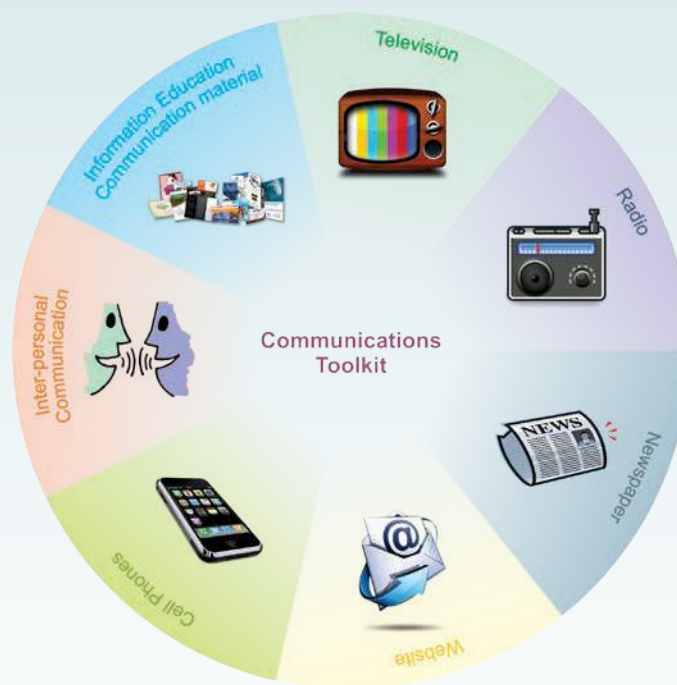 Television
Radio
NEWS
Newspaper
@
Website
Cell Phones
Inter-personal
Communication
Information Education
Communication material
Communications
Toolkit